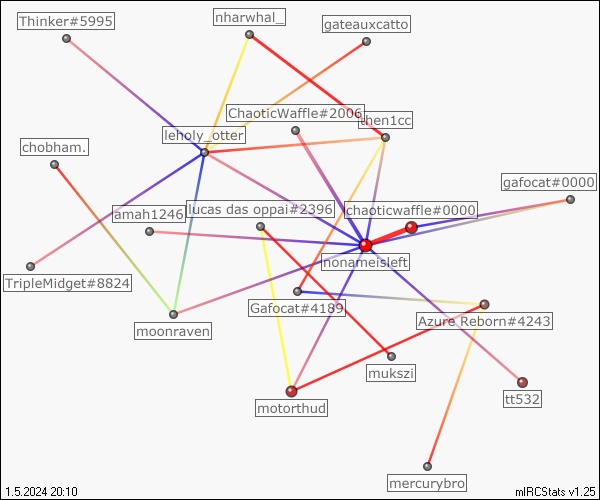 Thinker#5995
nharwhal_
gateauxcatto
ChaoticWaffle#2006
then1cc
leholy_otter
chobham.
gafocat#0000
amah1246
lucas das oppai#2396
chaoticwaffle#0000
nonameisleft
TripleMidget#8824
Gafocat#4189
Azure Reborn#4243
moonraven
mukszi
motorthud
tt532
mercurybro
1.5.2024 20:10
mIRCStats v1.25